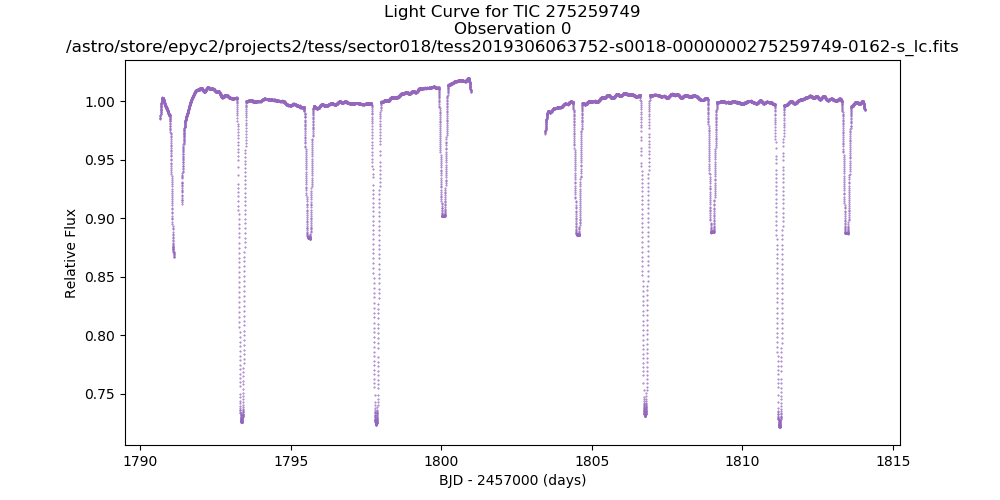 Light Curve for TIC 275259749
Observation 0
/astro/store/epyc2/projects2/tess/sector018/tess2019306063752-s0018-0000000275259749-0162-s_lc.fits
1.00
0.95
0.90
0.85
0.80
0.75
Relative Flux
1790
1795
1800
1805
1810
1815
BJD - 2457000 (days)